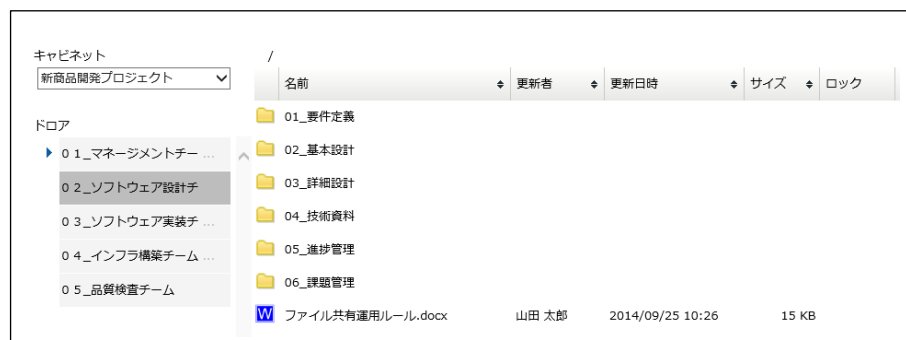 キャビネット
新商品開発プロジェクト
ドロア
０１_マネージメントチー ...
０２_ソフトウェア設計チ
０３_ソフトウェア実装チ ...
０４_インフラ構築チーム ...
０５_品質検査チーム
/
名前 更新者 更新日時 サイズ ロック
01_要件定義
02_基本設計
03_詳細設計
04_技術資料
05_進捗管理
06_課題管理
W ファイル共有運用ルール.docx 山田 太郎 2014/09/25 10:26 15 KB